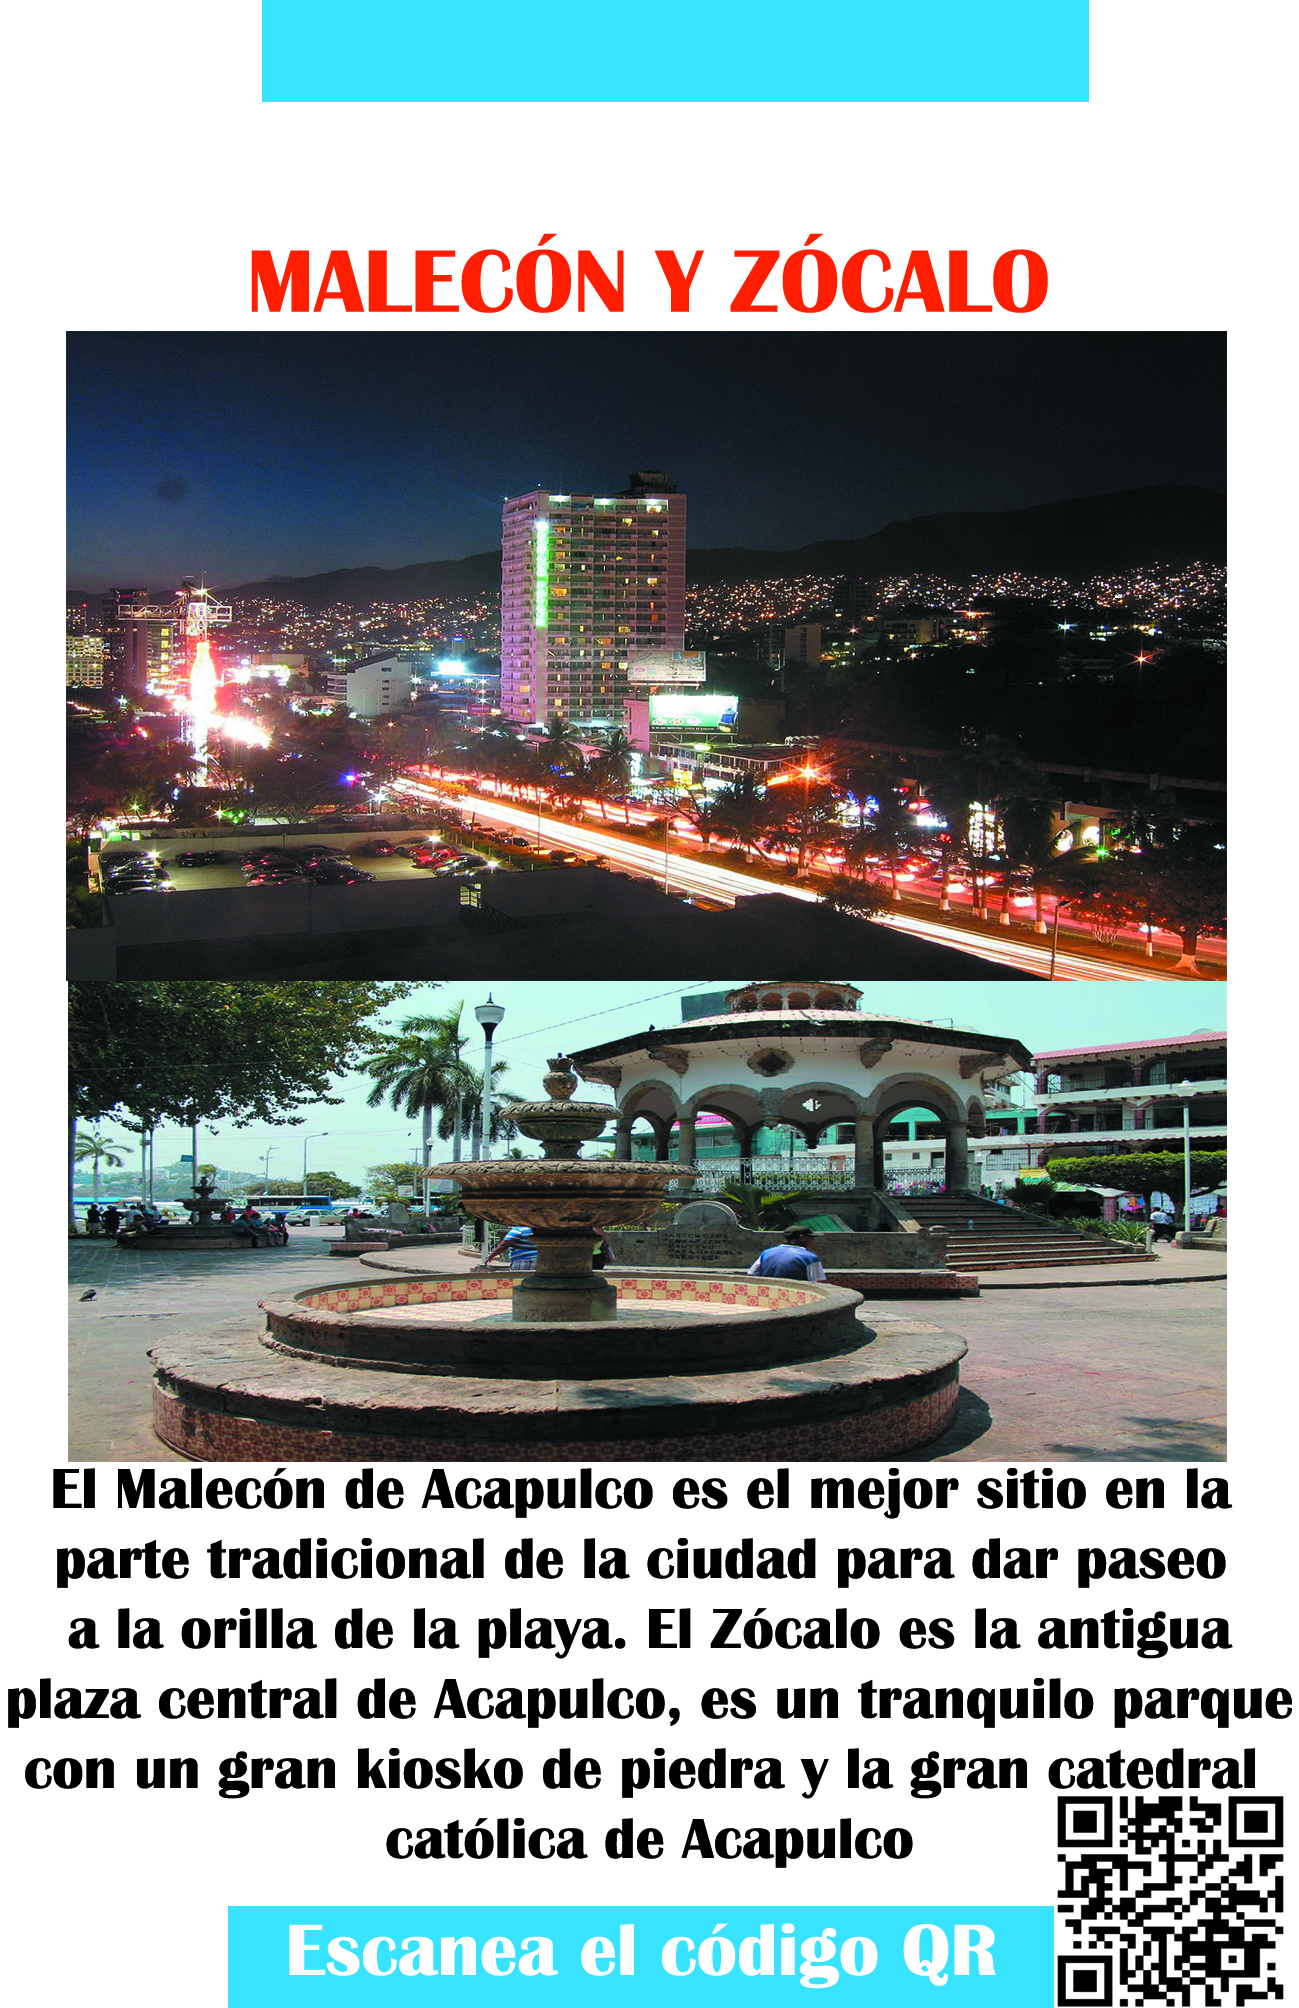 MALECÓN Y ZÓCALO
El Malecón de Acapulco es el mejor sitio en la
parte tradicional de la ciudad para dar paseo
a la orilla de la playa. El Zócalo es la antigua
plaza central de Acapulco, es un tranquilo parque
con un gran kiosko de piedra y la gran catedral
católica de Acapulco
Escanea el código QR